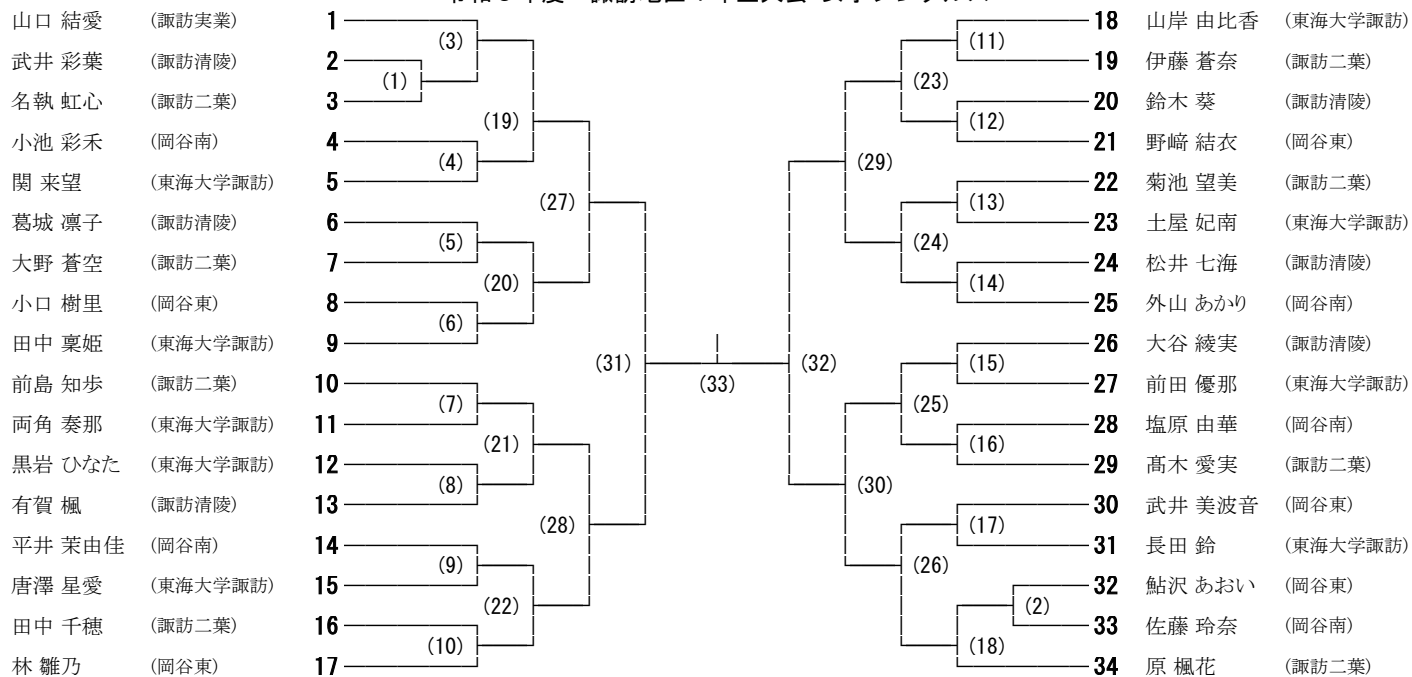 山口 結愛 (諏訪実業) 1
武井 彩葉 (諏訪清陵) 2
名執 虹心 (諏訪二葉) 3
小池 彩禾 (岡谷南) 4
関 来望 (東海大学諏訪) 5
葛城 凛子 (諏訪清陵) 6
大野 蒼空 (諏訪二葉) 7
小口 樹里 (岡谷東) 8
田中 稟姫 (東海大学諏訪) 9
前島 知歩 (諏訪二葉) 10
両角 奏那 (東海大学諏訪) 11
黒岩 ひなた (東海大学諏訪) 12
有賀 楓 (諏訪清陵) 13
平井 茉由佳 (岡谷南) 14
唐澤 星愛 (東海大学諏訪) 15
田中 千穂 (諏訪二葉) 16
林 雛乃 (岡谷東) 17
(3)
(1)
(4)
(5)
(6)
(7)
(8)
(9)
(10)
(19)
(20)
(21)
(22)
(27)
(28)
(31)
(33)
(32)
(29)
(30)
(23)
(24)
(25)
(26)
(11)
(12)
(13)
(14)
(15)
(16)
(17)
(2)
(18)
18 山岸 由比香 (東海大学諏訪)
19 伊藤 蒼奈 (諏訪二葉)
20 鈴木 葵 (諏訪清陵)
21 野﨑 結衣 (岡谷東)
22 菊池 望美 (諏訪二葉)
23 土屋 妃南 (東海大学諏訪)
24 松井 七海 (諏訪清陵)
25 外山 あかり (岡谷南)
26 大谷 綾実 (諏訪清陵)
27 前田 優那 (東海大学諏訪)
28 塩原 由華 (岡谷南)
29 髙木 愛実 (諏訪二葉)
30 武井 美波音 (岡谷東)
31 長田 鈴 (東海大学諏訪)
32 鮎沢 あおい (岡谷東)
33 佐藤 玲奈 (岡谷南)
34 原 楓花 (諏訪二葉)